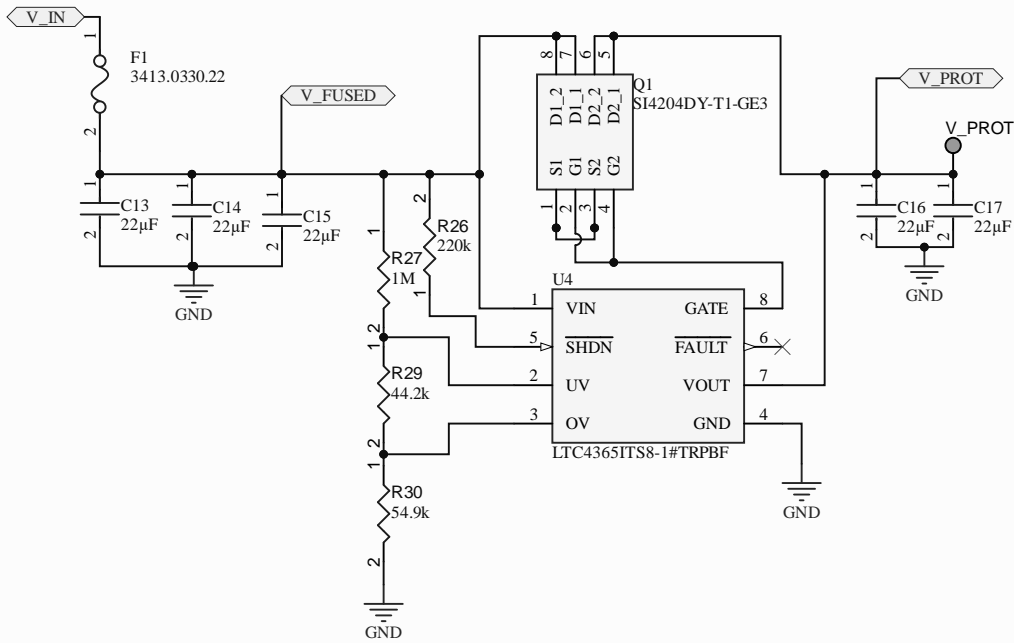 V_IN
1
F1
3413.0330.22
2
V_FUSED
1
C13
22µF
2
1
C14
22µF
2
1
C15
22µF
2
GND
8
7
6
5
D1_2
D1_1
D2_2
D2_1
S1
G1
S2
G2
1
2
3
4
Q1
SI4204DY-T1-GE3
V_PROT
V_PROT
1
C16
22µF
2
1
C17
22µF
2
GND
2
R26
220k
1
1
R27
1M
2
1
R29
44.2k
2
1
R30
54.9k
2
GND
U4
1
VIN
GATE
8
5
SHDN
FAULT
6
2
UV
VOUT
7
3
OV
GND
4
LTC4365ITS8-1#TRPBF
GND